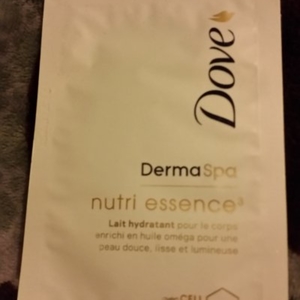 Dove
DermaSpa
nutri essence³
Lait hydratant pour le corps
enrichi en huile oméga pour une
peau douce, lisse et lumineuse